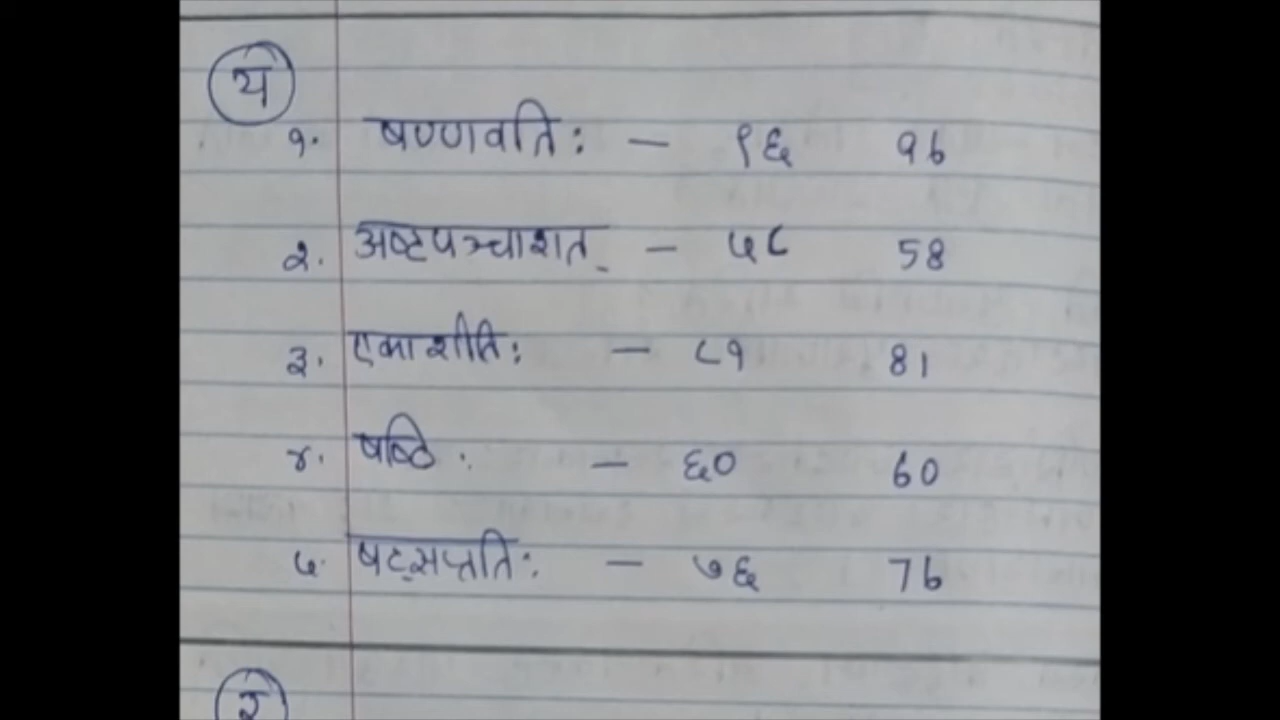 य
१. षण्णवतिः — ९६ 96
२. अष्टपञ्चाशत् — ५८ 58
३. एकाशीतिः — ८१ 81
४. षष्ठिः — ६० 60
५. षट्सप्ततिः — ७६ 76
र